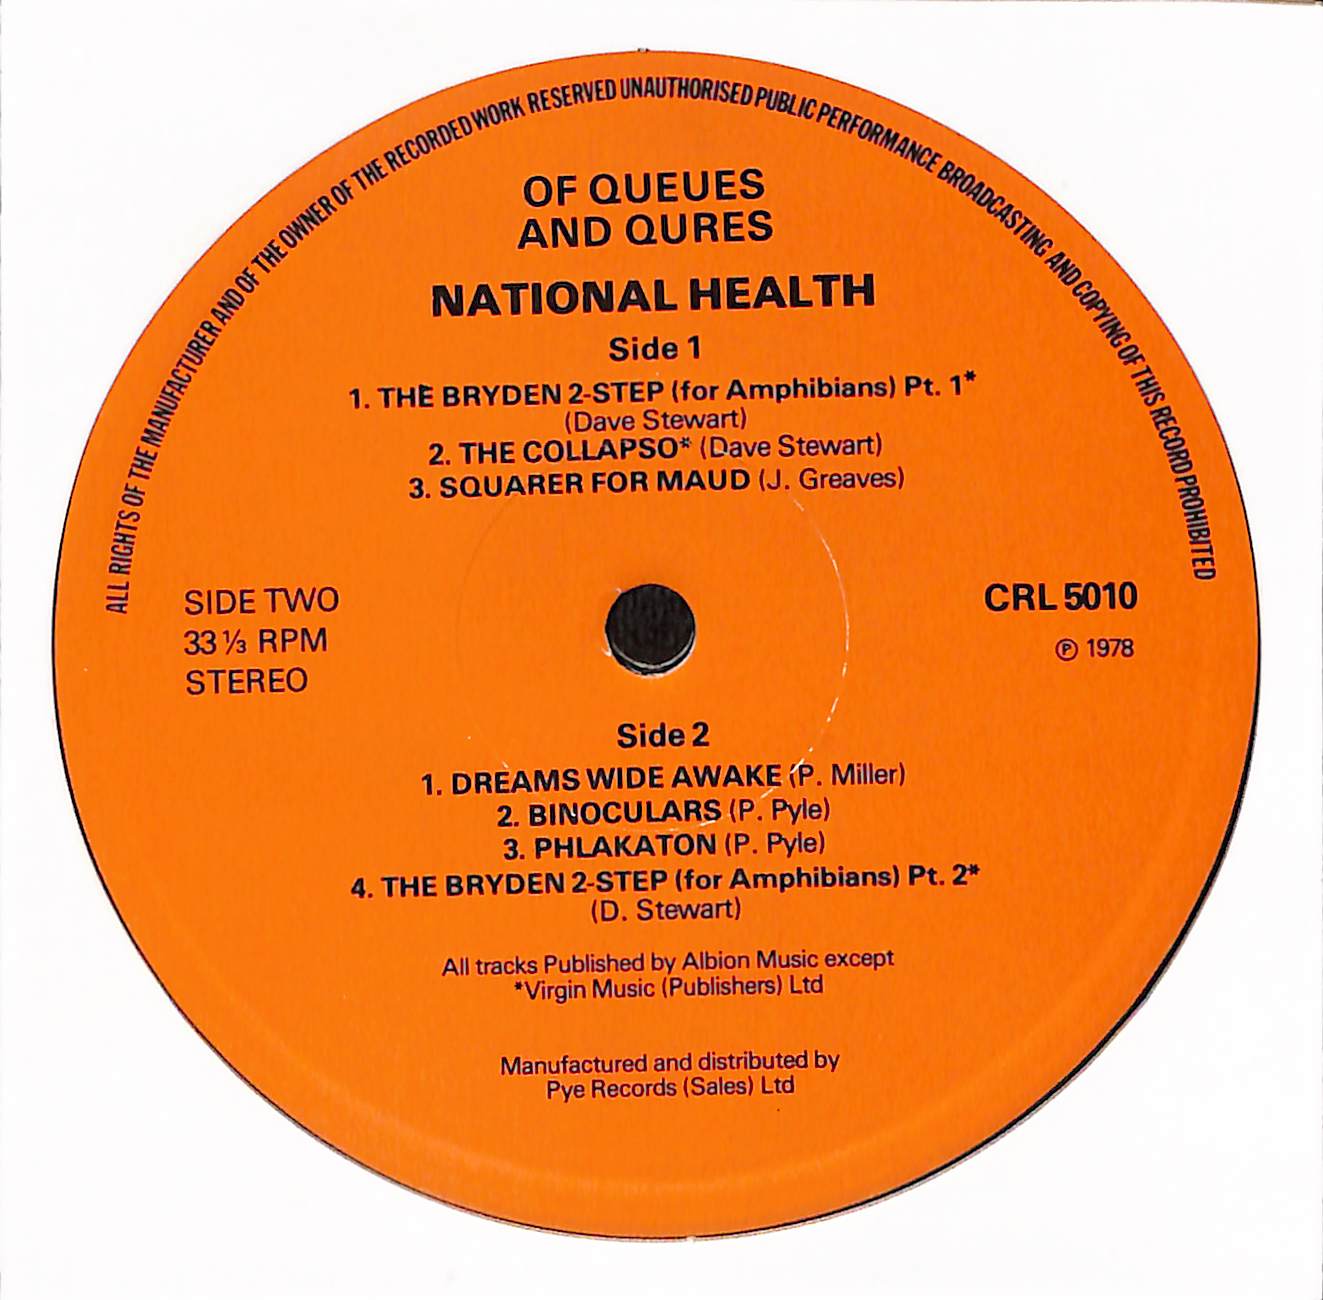 ALL RIGHTS OF THE MANUFACTURER AND OF THE OWNER OF THE RECORDED WORK RESERVED UNAUTHORISED PUBLIC PERFORMANCE BROADCASTING AND COPYING OF THIS RECORD PROHIBITED
OF QUEUES
AND QURES
NATIONAL HEALTH
Side 1
1. THE BRYDEN 2-STEP (for Amphibians) Pt. 1*
(Dave Stewart)
2. THE COLLAPSO* (Dave Stewart)
3. SQUARER FOR MAUD (J. Greaves)
SIDE TWO
33 ⅓ RPM
STEREO
CRL 5010
Ⓟ 1978
Side 2
1. DREAMS WIDE AWAKE (P. Miller)
2. BINOCULARS (P. Pyle)
3. PHLAKATON (P. Pyle)
4. THE BRYDEN 2-STEP (for Amphibians) Pt. 2*
(D. Stewart)
All tracks Published by Albion Music except
*Virgin Music (Publishers) Ltd
Manufactured and distributed by
Pye Records (Sales) Ltd